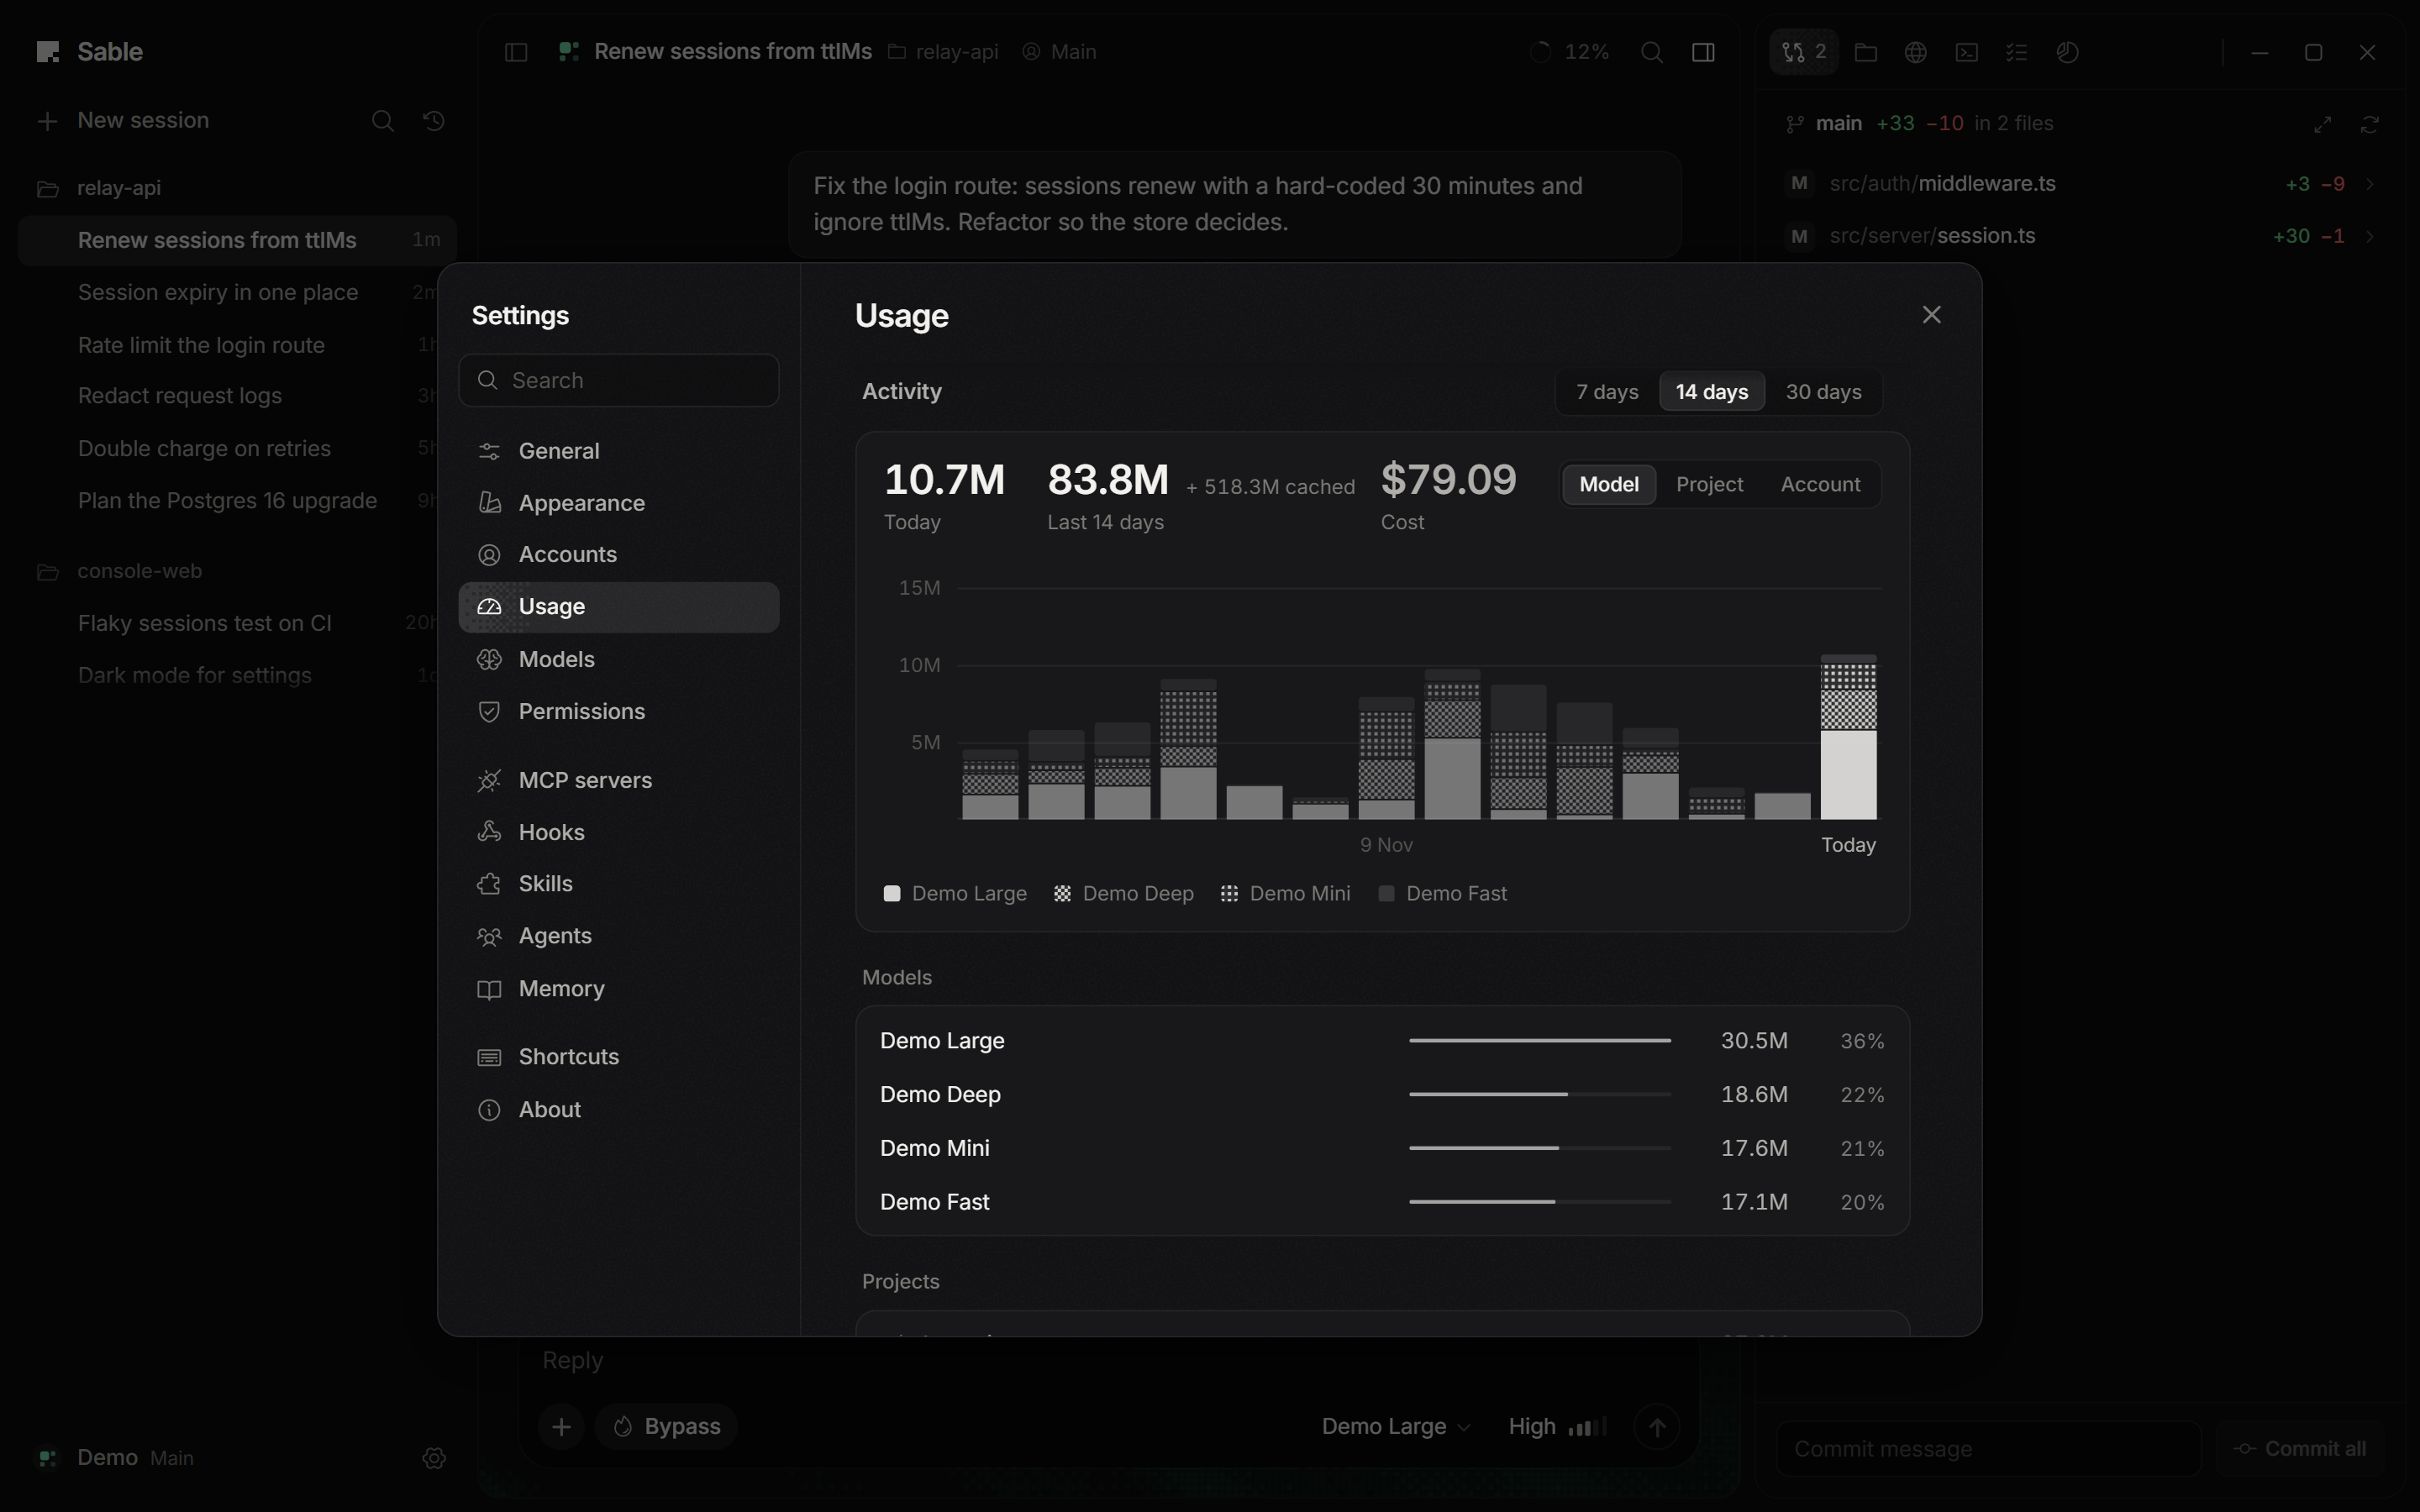 Sable
New session
relay-api
Renew sessions from ttlMs 1m
Session expiry in one place
Rate limit the login route
Redact request logs
Double charge on retries
Plan the Postgres 16 upgrade
console-web
Flaky sessions test on CI
Dark mode for settings
Demo Main
Renew sessions from ttlMs relay-api Main 12%
Fix the login route: sessions renew with a hard-coded 30 minutes and
ignore ttlMs. Refactor so the store decides.
2
main +33 −10 in 2 files
M src/auth/middleware.ts +3 −9
M src/server/session.ts +30 −1
Settings
Search
General
Appearance
Accounts
Usage
Models
Permissions
MCP servers
Hooks
Skills
Agents
Memory
Shortcuts
About
Usage
Activity 7 days 14 days 30 days
10.7M 83.8M + 518.3M cached $79.09 Model Project Account
Today Last 14 days Cost
15M
10M
5M
9 Nov Today
Demo Large Demo Deep Demo Mini Demo Fast
Models
Demo Large 30.5M 36%
Demo Deep 18.6M 22%
Demo Mini 17.6M 21%
Demo Fast 17.1M 20%
Projects
Reply
Bypass Demo Large High
Commit message Commit all